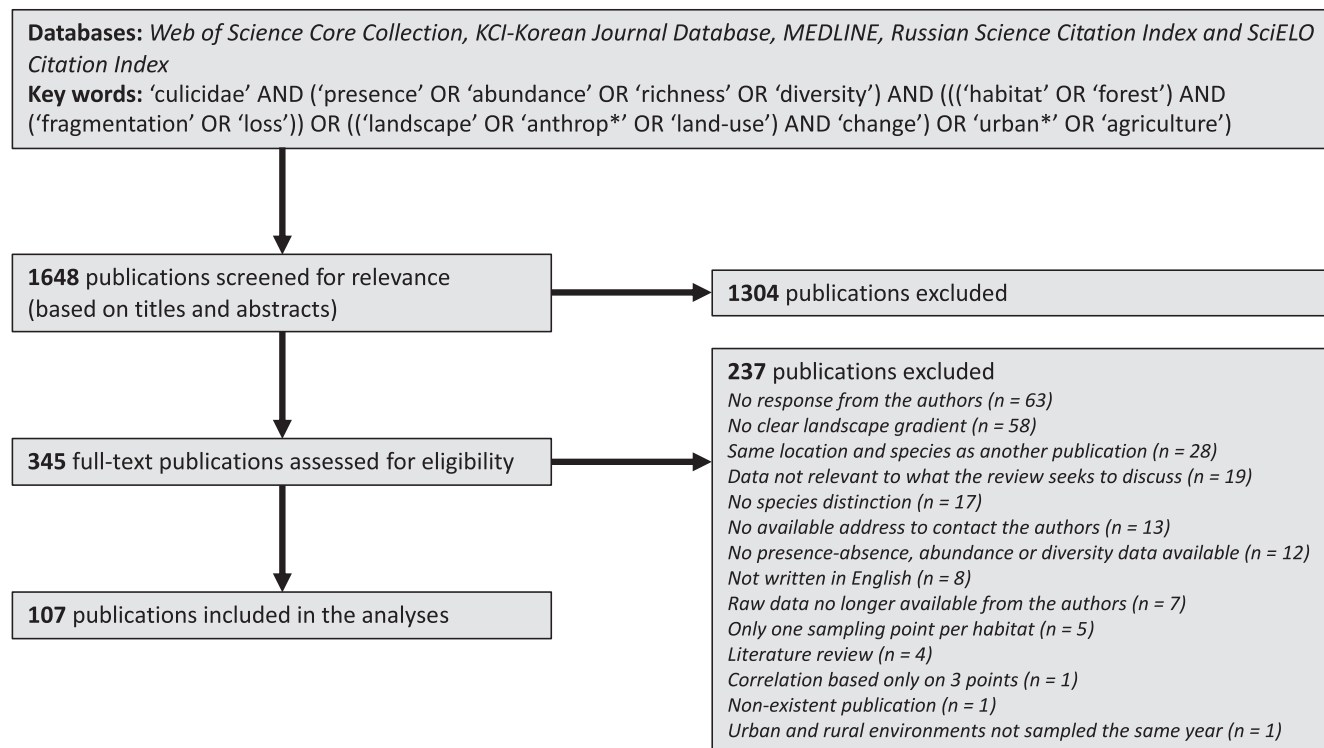 Databases: Web of Science Core Collection, KCI-Korean Journal Database, MEDLINE, Russian Science Citation Index and SciELO
Citation Index
Key words: ‘culicidae’ AND (‘presence’ OR ‘abundance’ OR ‘richness’ OR ‘diversity’) AND (((‘habitat’ OR ‘forest’) AND
(‘fragmentation’ OR ‘loss’)) OR ((‘landscape’ OR ‘anthrop*’ OR ‘land-use’) AND ‘change’) OR ‘urban*’ OR ‘agriculture’)
1648 publications screened for relevance
(based on titles and abstracts)
1304 publications excluded
345 full-text publications assessed for eligibility
237 publications excluded
No response from the authors (n = 63)
No clear landscape gradient (n = 58)
Same location and species as another publication (n = 28)
Data not relevant to what the review seeks to discuss (n = 19)
No species distinction (n = 17)
No available address to contact the authors (n = 13)
No presence-absence, abundance or diversity data available (n = 12)
Not written in English (n = 8)
Raw data no longer available from the authors (n = 7)
Only one sampling point per habitat (n = 5)
Literature review (n = 4)
Correlation based only on 3 points (n = 1)
Non-existent publication (n = 1)
Urban and rural environments not sampled the same year (n = 1)
107 publications included in the analyses